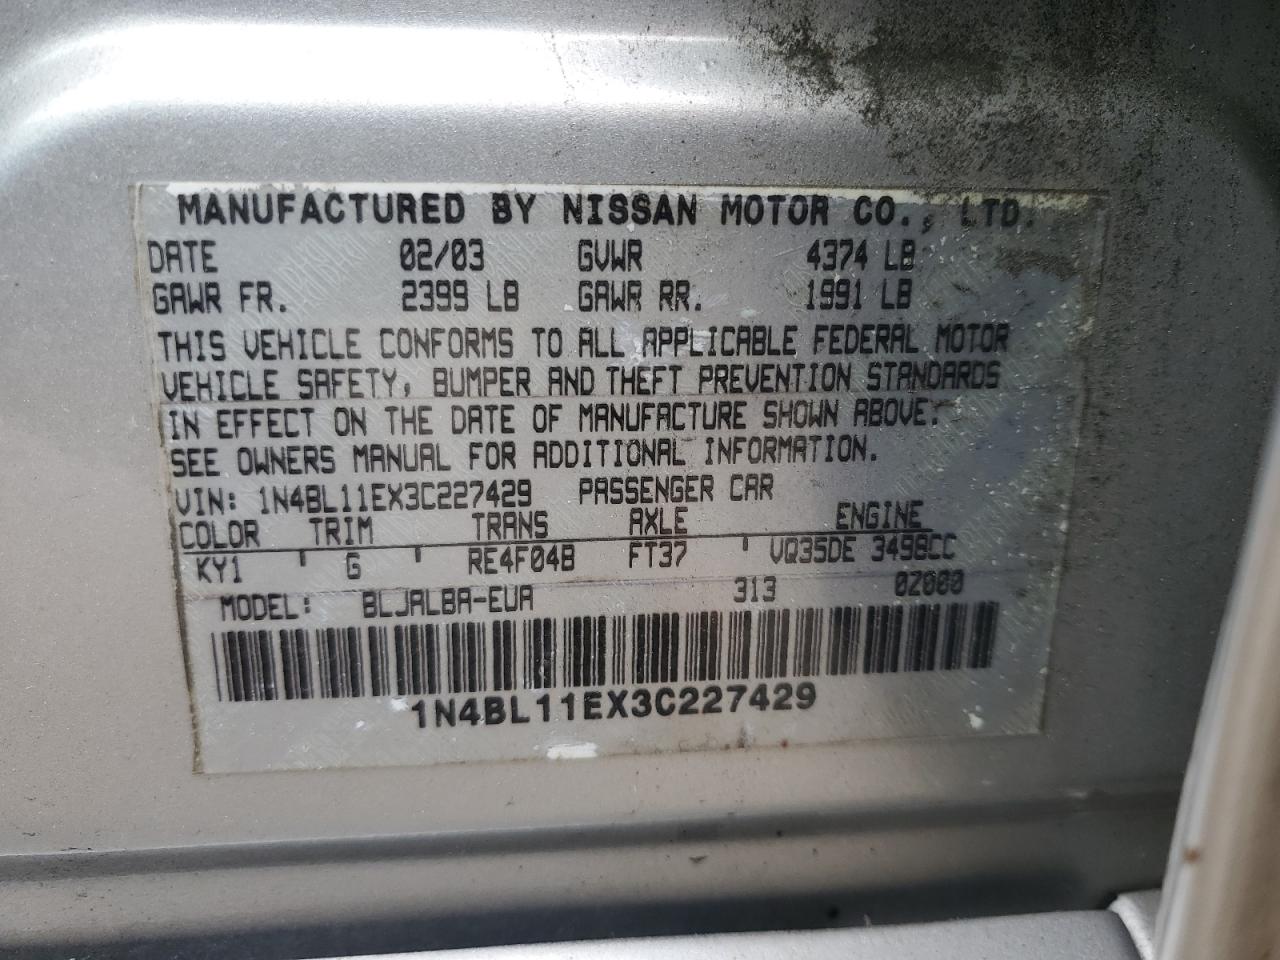 MANUFACTURED BY NISSAN MOTOR CO., LTD.
DATE 02/03 GVWR 4374 LB
GAWR FR. 2399 LB GAWR RR. 1991 LB
THIS VEHICLE CONFORMS TO ALL APPLICABLE FEDERAL MOTOR
VEHICLE SAFETY, BUMPER AND THEFT PREVENTION STANDARDS
IN EFFECT ON THE DATE OF MANUFACTURE SHOWN ABOVE.
SEE OWNERS MANUAL FOR ADDITIONAL INFORMATION.
VIN: 1N4BL11EX3C227429 PASSENGER CAR
COLOR TRIM TRANS AXLE ENGINE
KY1 G RE4F04B FT37 VQ35DE 3498CC
MODEL: BLJALBA-EUA 313 02000
1N4BL11EX3C227429